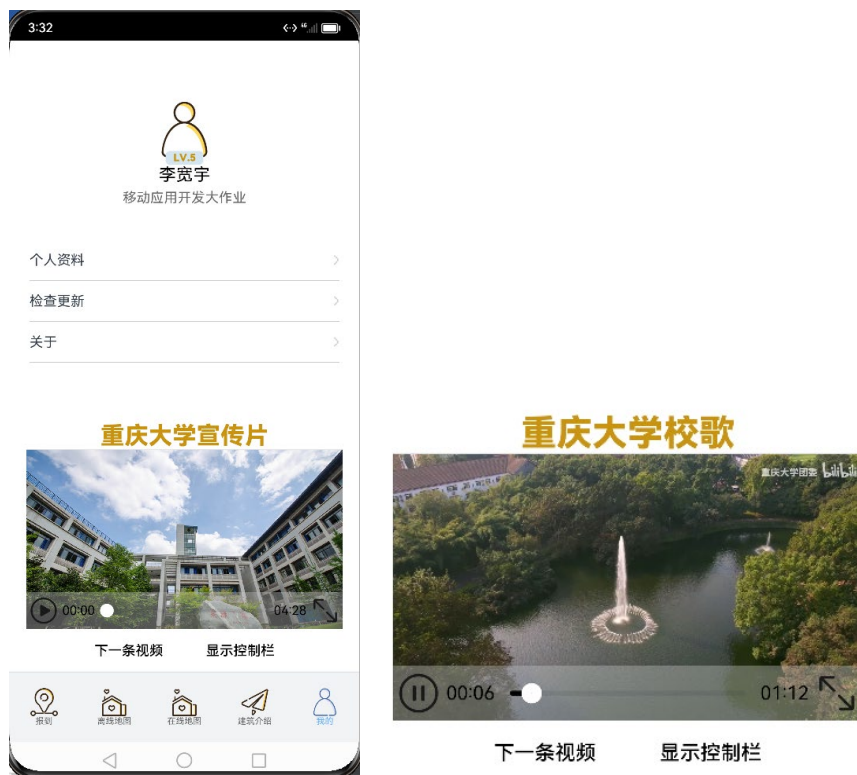 3:32
LV.5
李宽宇
移动应用开发大作业
个人资料
检查更新
关于
重庆大学宣传片
00:00 04:28
下一条视频 显示控制栏
报到 离线地图 在线地图 建筑介绍 我的
重庆大学校歌
重庆大学团委 bilibili
00:06 01:12
下一条视频 显示控制栏